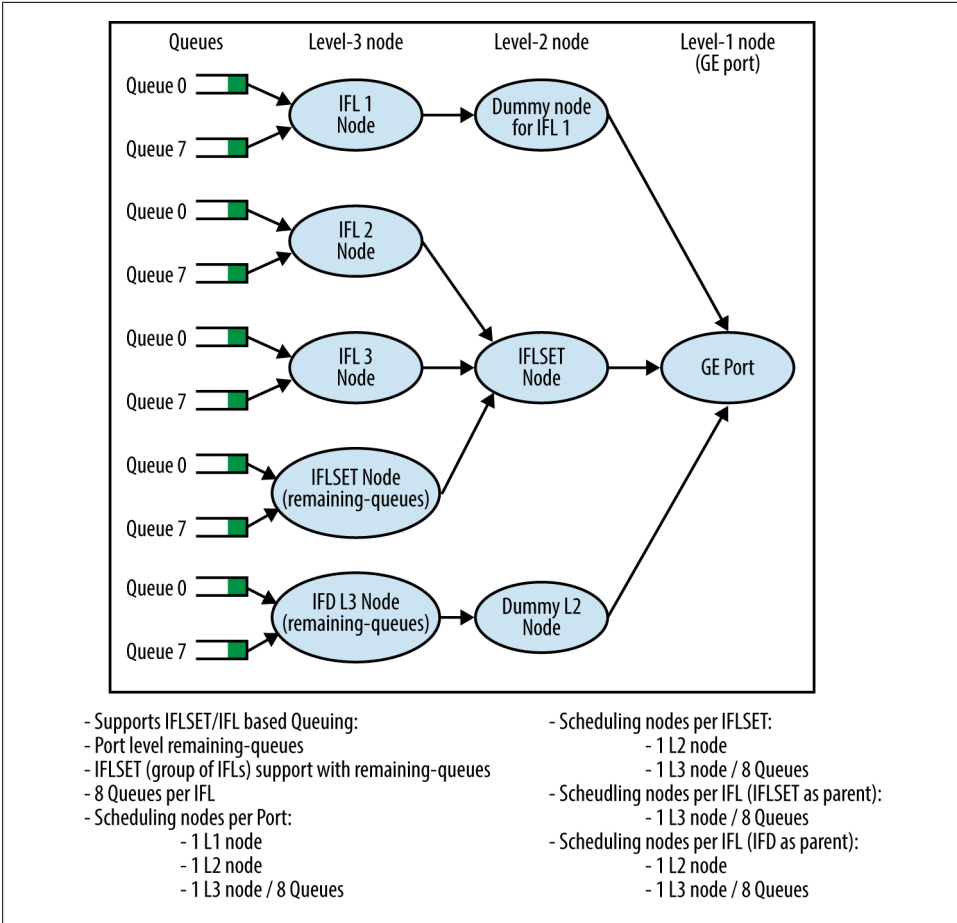 Queues
Level-3 node
Level-2 node
Level-1 node
(GE port)
Queue 0
Queue 7
IFL 1
Node
Dummy node
for IFL 1
Queue 0
Queue 7
IFL 2
Node
Queue 0
Queue 7
IFL 3
Node
IFLSET
Node
GE Port
Queue 0
Queue 7
IFLSET Node
(remaining-queues)
Queue 0
Queue 7
IFD L3 Node
(remaining-queues)
Dummy L2
Node
- Supports IFLSET/IFL based Queuing:
- Port level remaining-queues
- IFLSET (group of IFLs) support with remaining-queues
- 8 Queues per IFL
- Scheduling nodes per Port:
- 1 L1 node
- 1 L2 node
- 1 L3 node / 8 Queues
- Scheduling nodes per IFLSET:
- 1 L2 node
- 1 L3 node / 8 Queues
- Scheudling nodes per IFL (IFLSET as parent):
- 1 L3 node / 8 Queues
- Scheduling nodes per IFL (IFD as parent):
- 1 L2 node
- 1 L3 node / 8 Queues